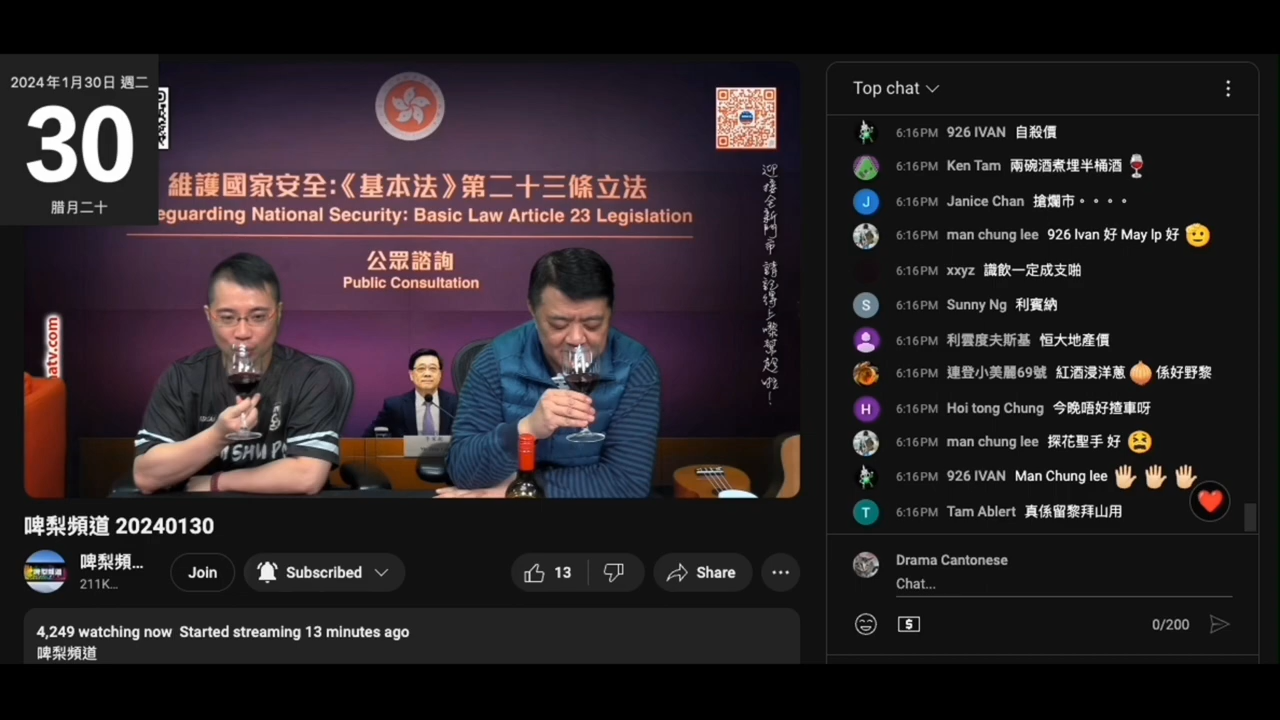 2024年1月30日 週二
30
腊月二十
維護國家安全:《基本法》第二十三條立法
eguarding National Security: Basic Law Article 23 Legislation
公眾諮詢
Public Consultation
atv.com
啤梨頻道 20240130
啤梨頻...
211K...
Join
Subscribed
13
Share
4,249 watching now Started streaming 13 minutes ago
啤梨頻道
Top chat
6:16PM 926 IVAN 自殺價
6:16PM Ken Tam 兩碗酒煮埋半桶酒 🍷
J 6:16PM Janice Chan 搶爛市。。。。
6:16PM man chung lee 926 Ivan 好 May Ip 好 🫡
6:16PM xxyz 識飲一定成支啪
S 6:16PM Sunny Ng 利賓納
6:16PM 利雲度夫斯基 恒大地產價
6:16PM 連登小美麗69號 紅酒浸洋蔥 🧅 係好野黎
H 6:16PM Hoi tong Chung 今晚唔好揸車呀
6:16PM man chung lee 探花聖手 好 😫
6:16PM 926 IVAN Man Chung lee 🖐🏻 🖐🏻 🖐🏻
T 6:16PM Tam Ablert 真係留黎拜山用
Drama Cantonese
Chat...
0/200